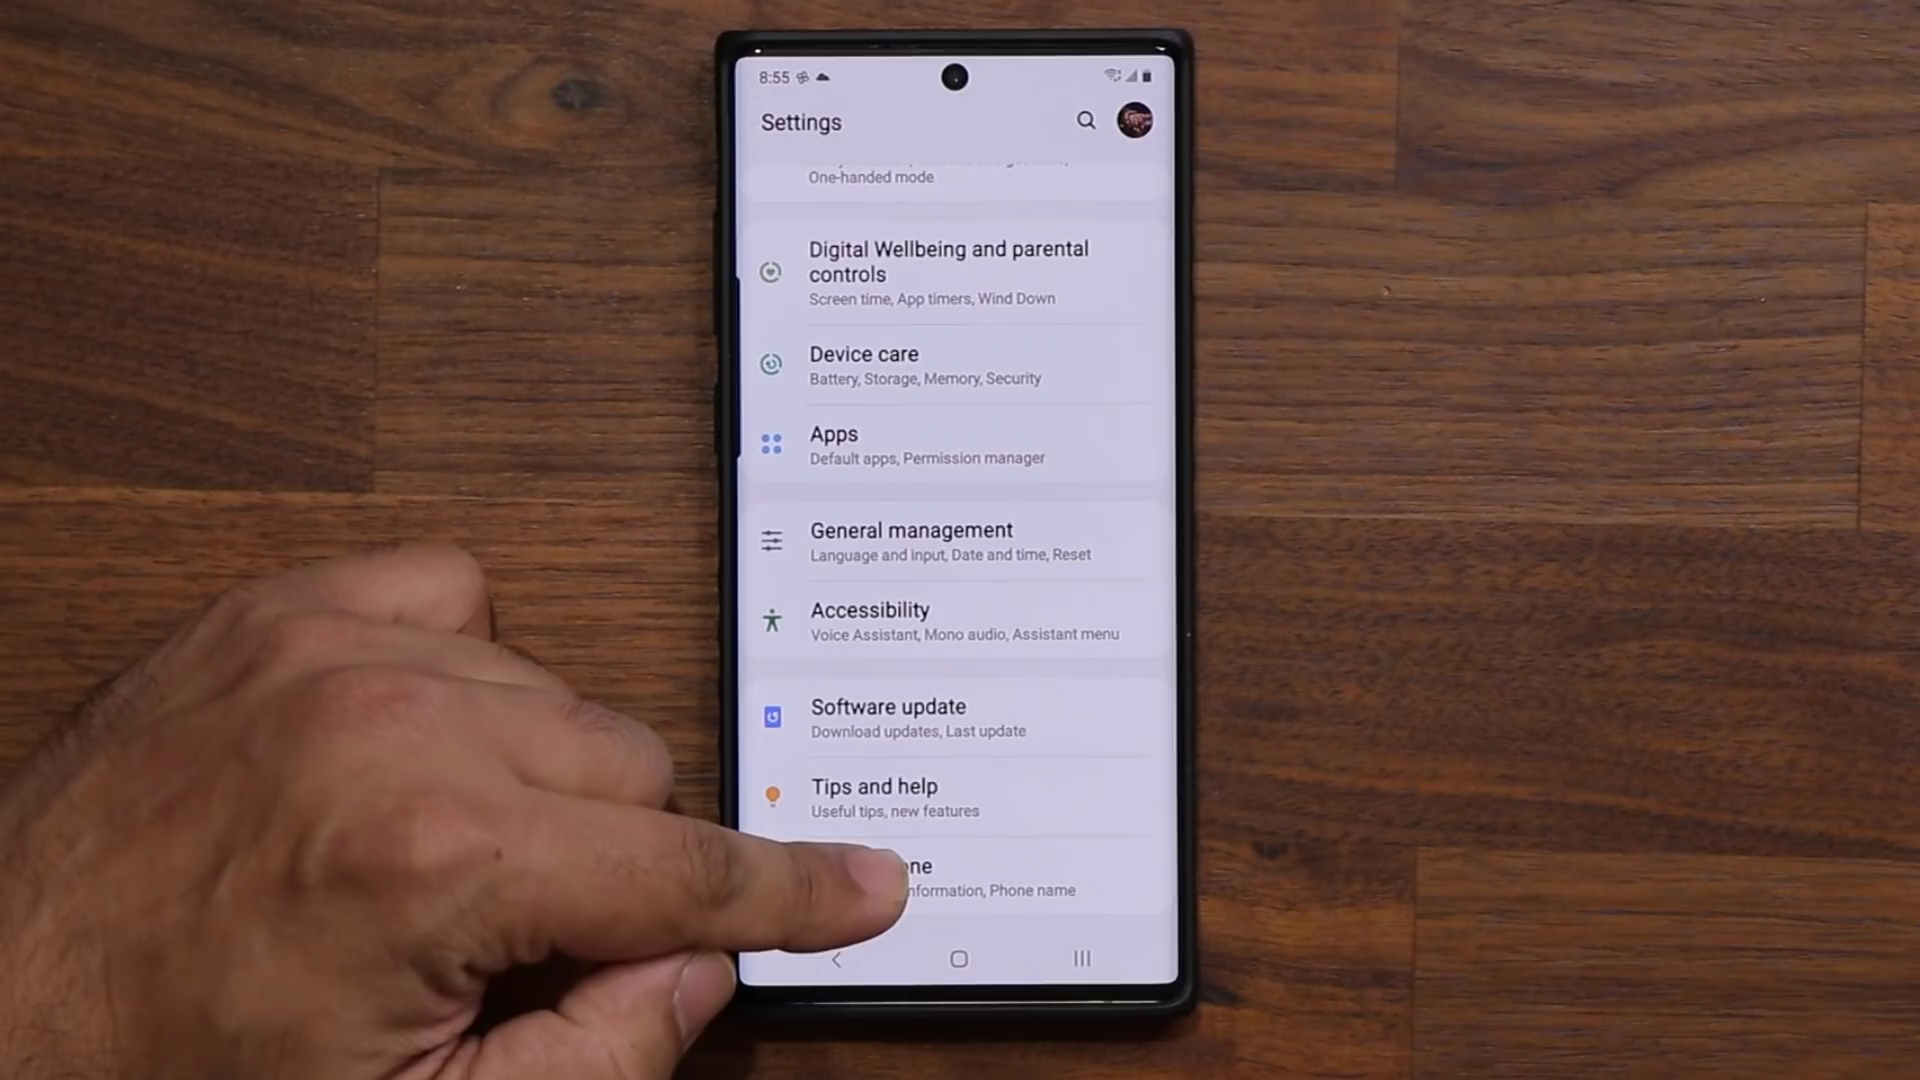 8:55
Settings
One-handed mode
Digital Wellbeing and parental
controls
Screen time, App timers, Wind Down
Device care
Battery, Storage, Memory, Security
Apps
Default apps, Permission manager
General management
Language and input, Date and time, Reset
Accessibility
Voice Assistant, Mono audio, Assistant menu
Software update
Download updates, Last update
Tips and help
Useful tips, new features
Phone name